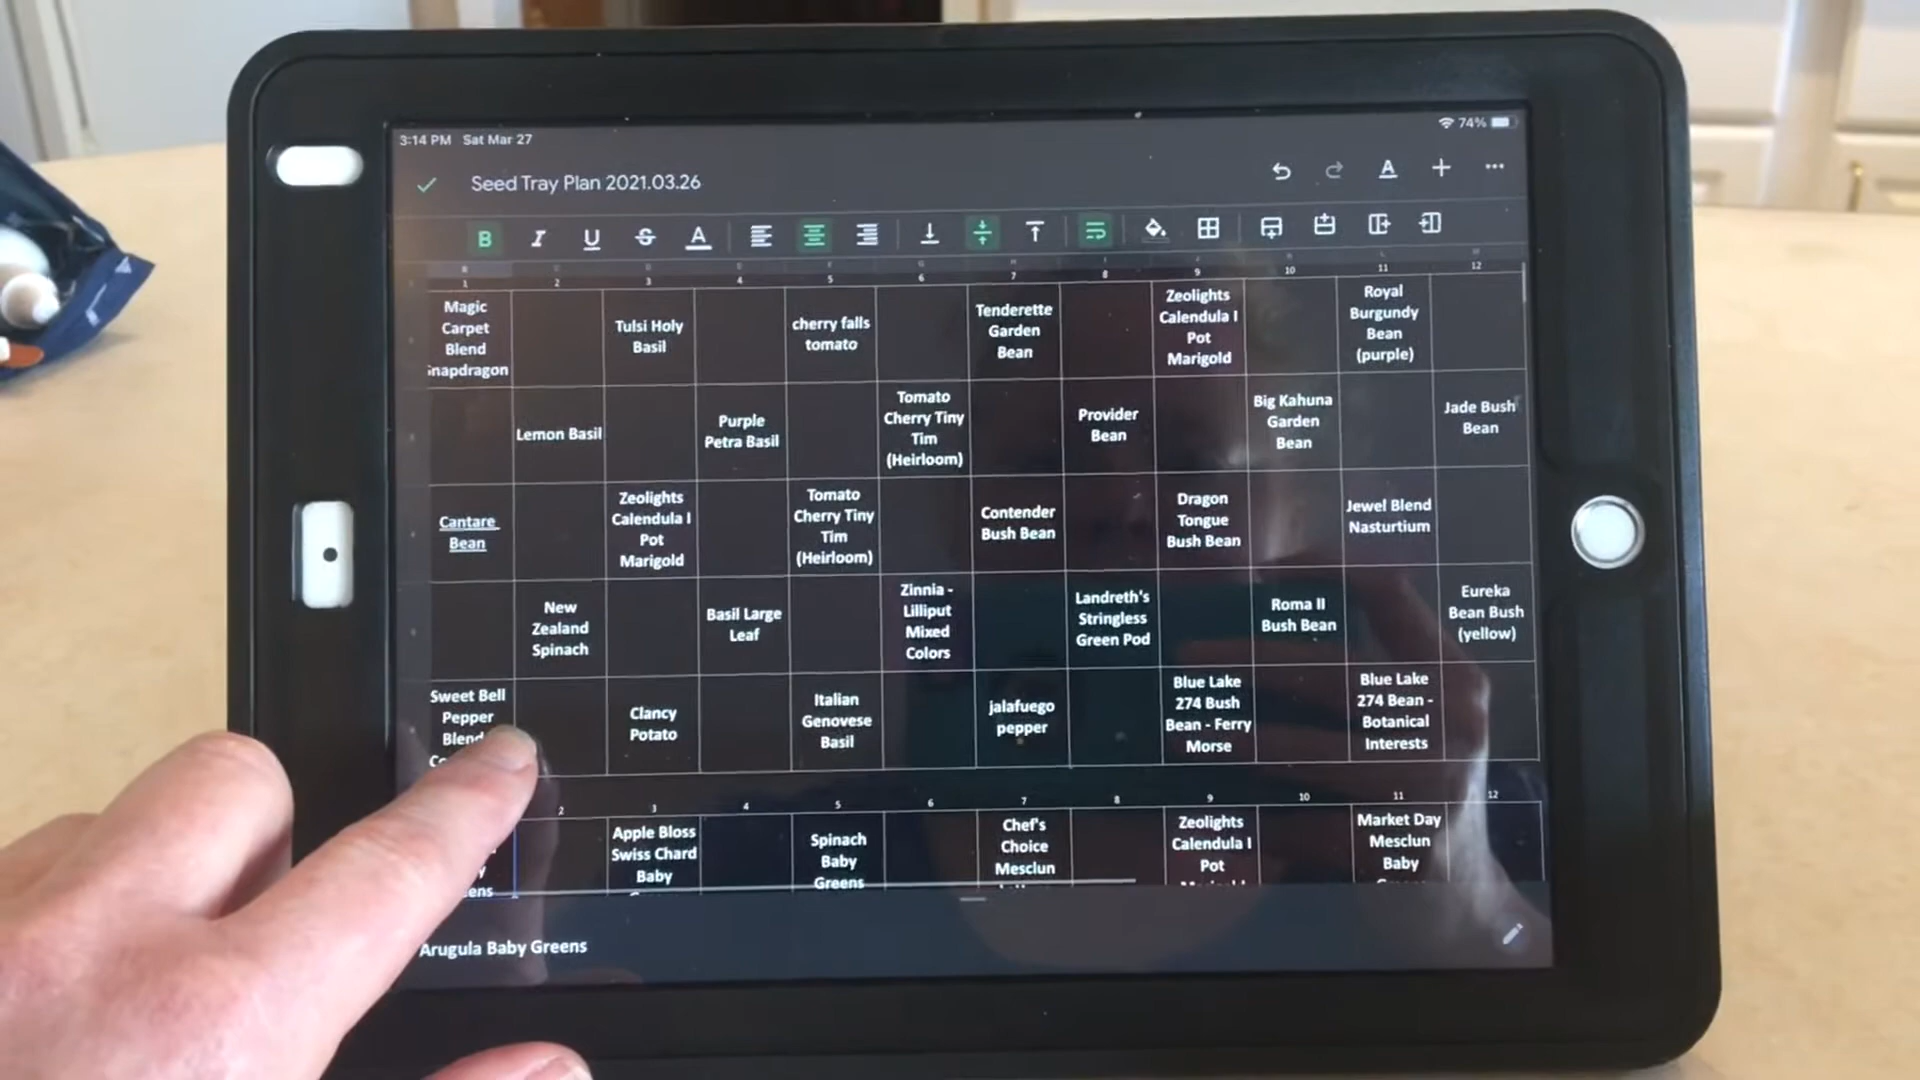 3:14 PM Sat Mar 27
74%
Seed Tray Plan 2021.03.26
B I U S A
1 2 3 4 5 6 7 8 9 10 11 12
Magic
Carpet
Blend
Snapdragon
Tulsi Holy
Basil
cherry falls
tomato
Tenderette
Garden
Bean
Zeolights
Calendula I
Pot
Marigold
Royal
Burgundy
Bean
(purple)
Lemon Basil
Purple
Petra Basil
Tomato
Cherry Tiny
Tim
(Heirloom)
Provider
Bean
Big Kahuna
Garden
Bean
Jade Bush
Bean
Cantare
Bean
Zeolights
Calendula I
Pot
Marigold
Tomato
Cherry Tiny
Tim
(Heirloom)
Contender
Bush Bean
Dragon
Tongue
Bush Bean
Jewel Blend
Nasturtium
New
Zealand
Spinach
Basil Large
Leaf
Zinnia -
Lilliput
Mixed
Colors
Landreth's
Stringless
Green Pod
Roma II
Bush Bean
Eureka
Bean Bush
(yellow)
Sweet Bell
Pepper
Blend
Clancy
Potato
Italian
Genovese
Basil
jalafuego
pepper
Blue Lake
274 Bush
Bean - Ferry
Morse
Blue Lake
274 Bean -
Botanical
Interests
2 3 4 5 6 7 8 9 10 11 12
Apple Bloss
Swiss Chard
Baby
Spinach
Baby
Greens
Chef's
Choice
Mesclun
Zeolights
Calendula I
Pot
Market Day
Mesclun
Baby
Arugula Baby Greens